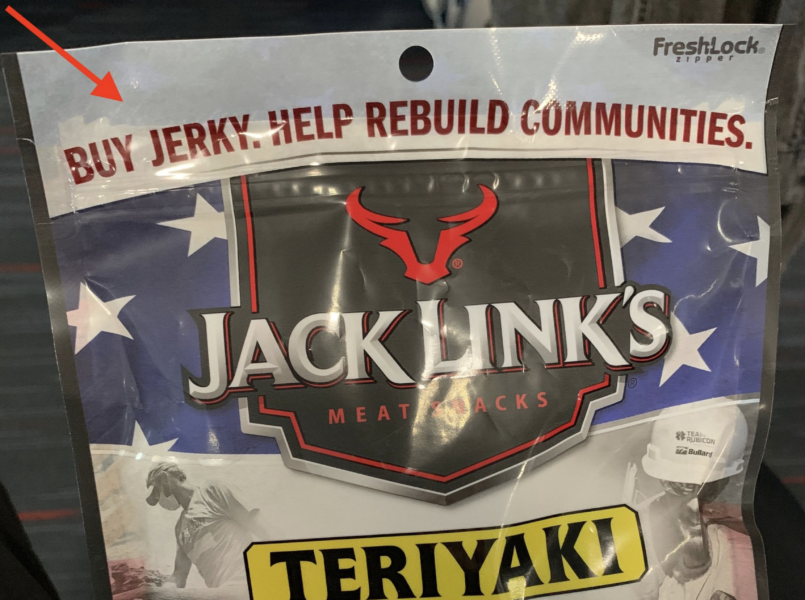 FreshLock®
zipper
BUY JERKY. HELP REBUILD COMMUNITIES.
®
JACK LINK'S
®
MEAT SNACKS
TEAM
RUBICON
Bullard
TERIYAKI